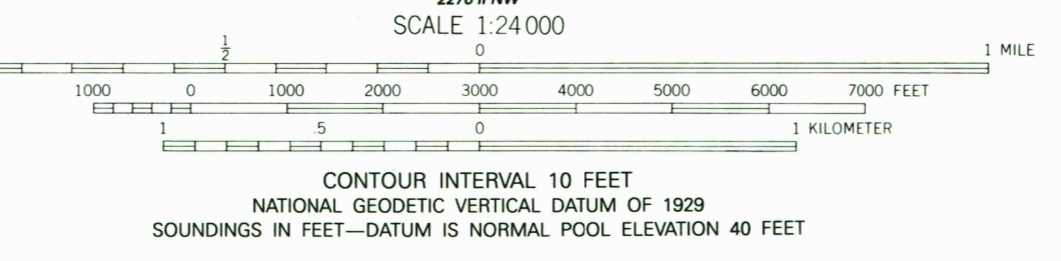 SCALE 1:24 000
1/2 0 1 MILE
1000 0 1000 2000 3000 4000 5000 6000 7000 FEET
1 .5 0 1 KILOMETER
CONTOUR INTERVAL 10 FEET
NATIONAL GEODETIC VERTICAL DATUM OF 1929
SOUNDINGS IN FEET—DATUM IS NORMAL POOL ELEVATION 40 FEET